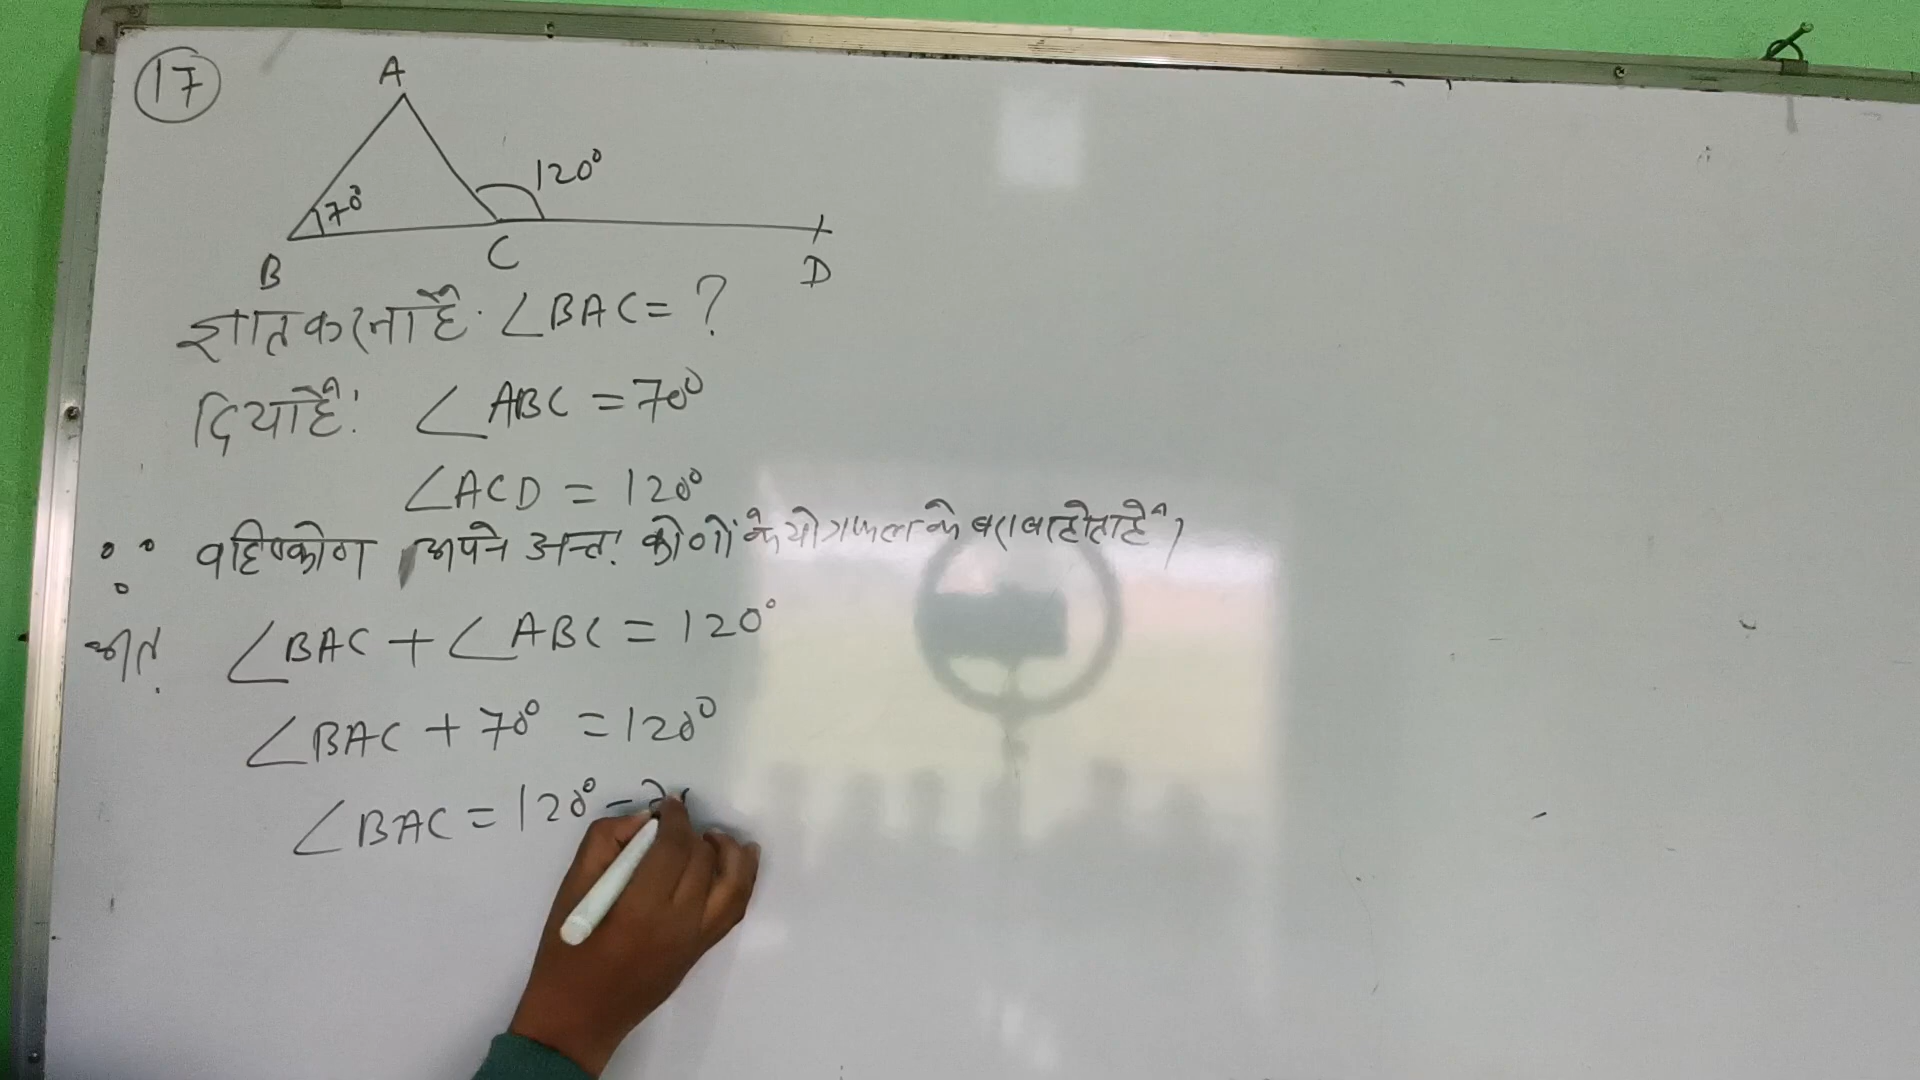 17
A
120°
70°
B C D
ज्ञात करना है. ∠BAC = ?
दिया है: ∠ABC = 70°
∠ACD = 120°
∵ वहिष्कोण अपने अन्त: कोणों के योगफल के बराबर होता है।
अत: ∠BAC + ∠ABC = 120°
∠BAC + 70° = 120°
∠BAC = 120° -